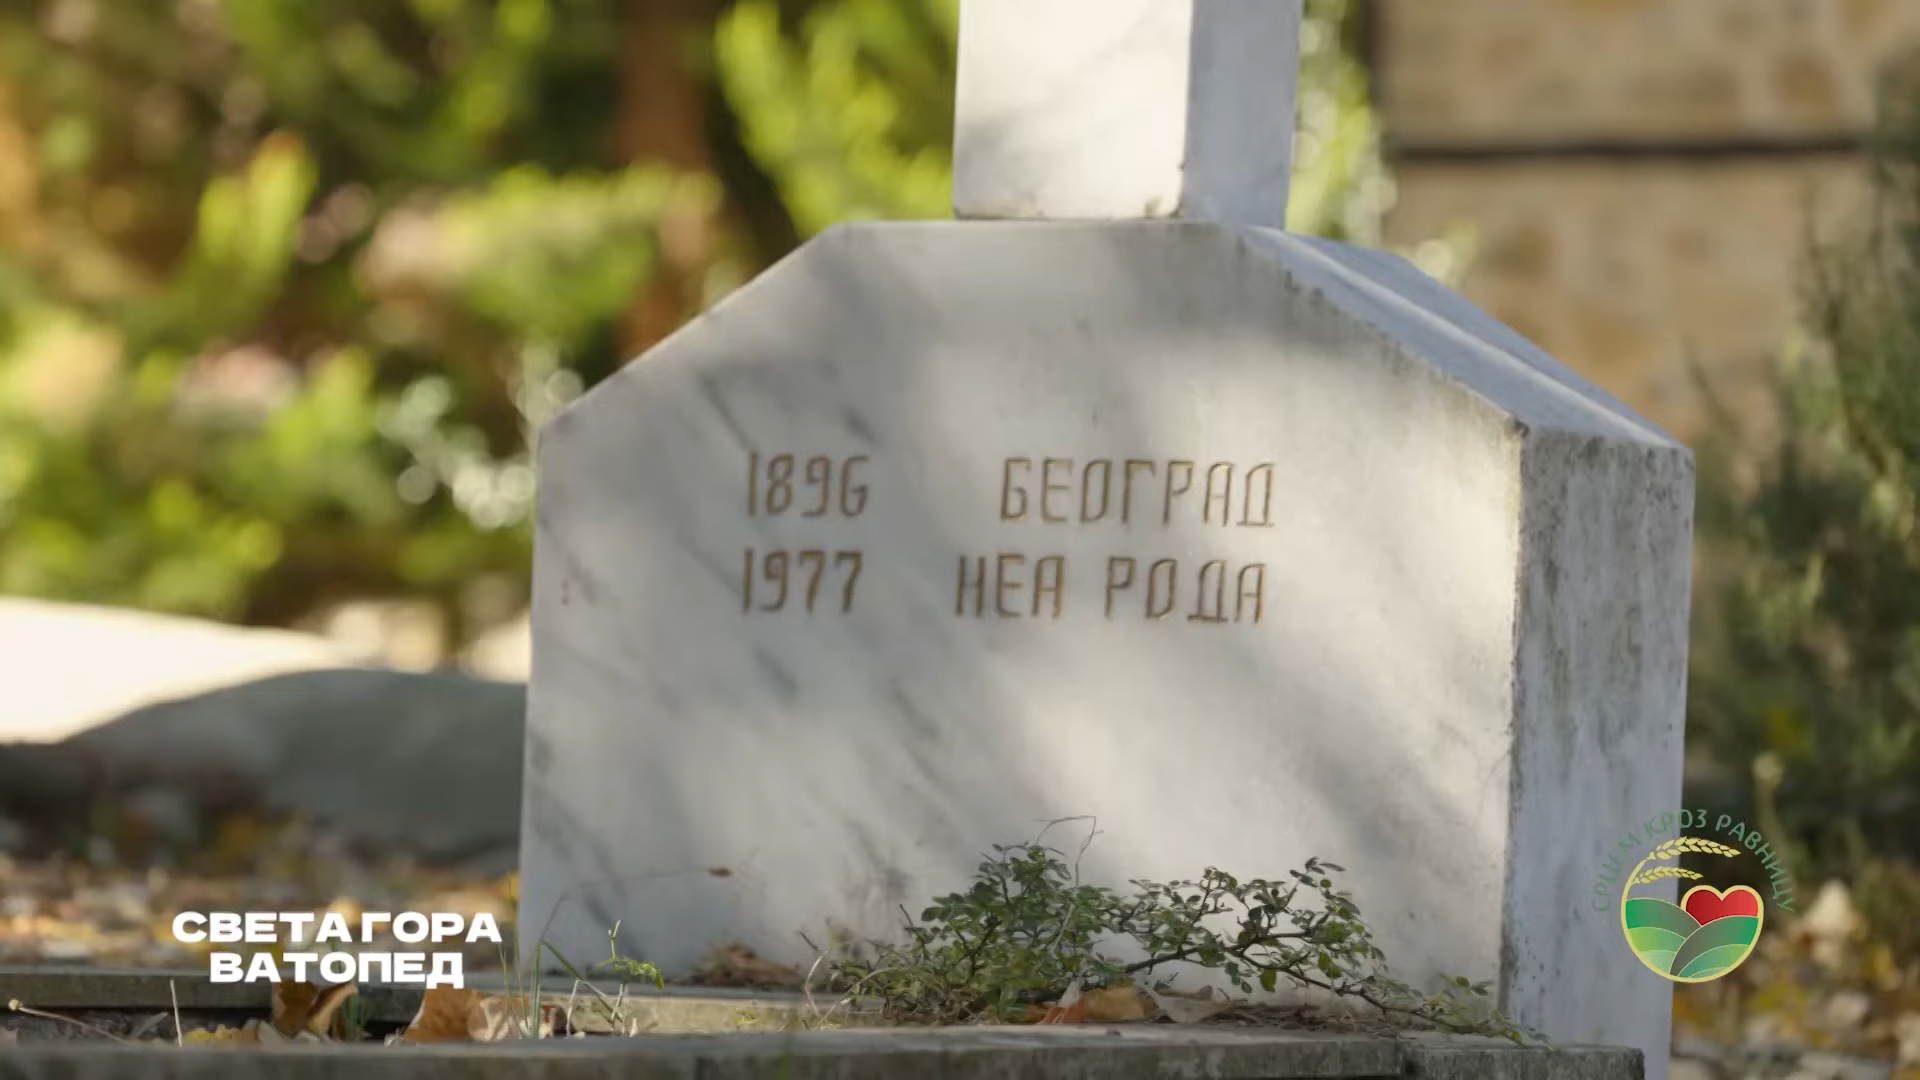 1896 БЕОГРАД
1977 НЕА РОДА
СВЕТА ГОРА
ВАТОПЕД
СРЦЕМ КРОЗ РАВНИЦУ